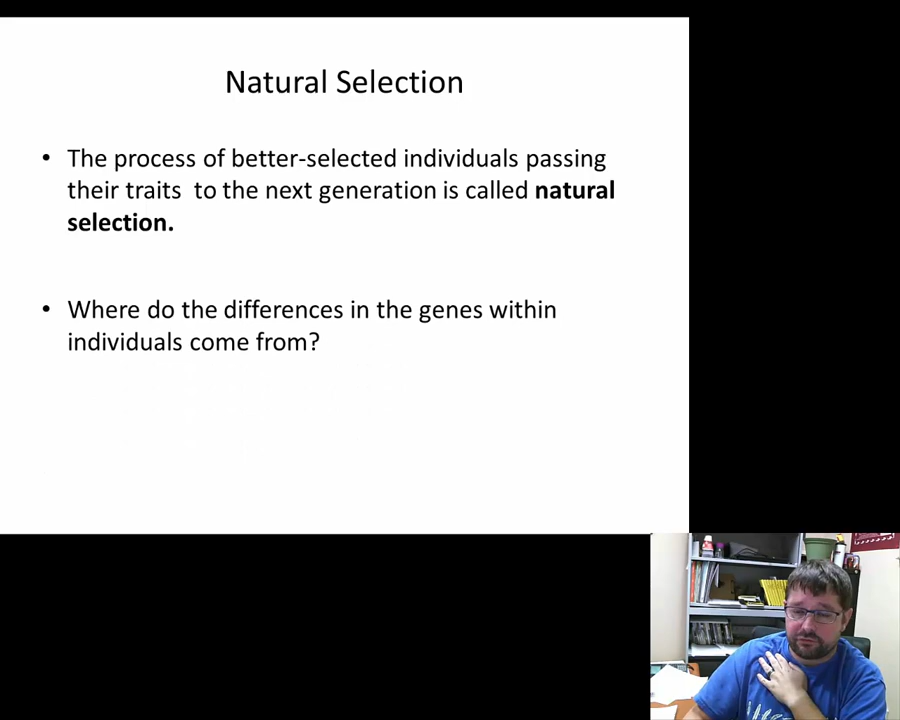 Natural Selection
• The process of better-selected individuals passing
their traits  to the next generation is called natural
selection.
• Where do the differences in the genes within
individuals come from?